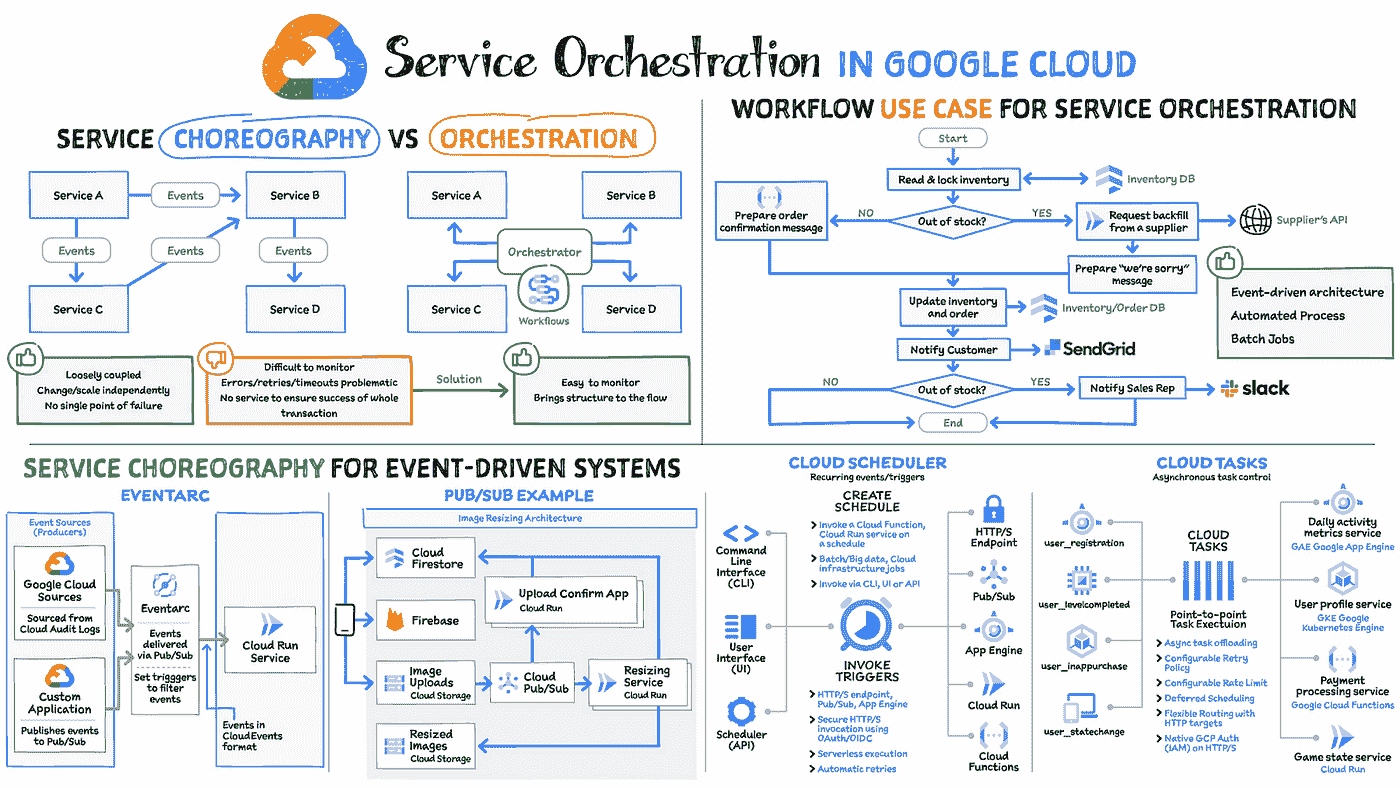 Service Orchestration IN GOOGLE CLOUD
SERVICE CHOREOGRAPHY VS ORCHESTRATION
Service A
Events
Service B
Events
Events
Events
Service C
Service D
Service A
Service B
Orchestrator
Service C
Service D
Workflows
Loosely coupled
Change/scale independently
No single point of failure
Difficult to monitor
Errors/retries/timeouts problematic
No service to ensure success of whole
transaction
Solution
Easy to monitor
Brings structure to the flow
WORKFLOW USE CASE FOR SERVICE ORCHESTRATION
Start
Read & lock inventory
Inventory DB
Prepare order
confirmation message
NO
Out of stock?
YES
Request backfill
from a supplier
Supplier's API
Prepare "we're sorry"
message
Update inventory
and order
Inventory/Order DB
Notify Customer
SendGrid
NO
Out of stock?
YES
Notify Sales Rep
slack
End
Event-driven architecture
Automated Process
Batch Jobs
SERVICE CHOREOGRAPHY FOR EVENT-DRIVEN SYSTEMS
EVENTARC
Event Sources
(Producers)
Google Cloud
Sources
Sourced from
Cloud Audit Logs
Custom
Application
Publishes events
to Pub/Sub
Eventarc
Events
delivered
via Pub/Sub
Set trigggers
to filter
events
Cloud Run
Service
Events in
CloudEvents
format
PUB/SUB EXAMPLE
Image Resizing Architecture
Cloud
Firestore
Firebase
Image
Uploads
Cloud Storage
Resized
Images
Cloud Storage
Upload Confirm App
Cloud Run
Cloud
Pub/Sub
Resizing
Service
Cloud Run
CLOUD SCHEDULER
Recurring events/triggers
Command
Line
Interface
(CLI)
User
Interface
(UI)
Scheduler
(API)
CREATE
SCHEDULE
Invoke a Cloud Function,
Cloud Run service on
a schedule
Batch/Big data, Cloud
infrastructure jobs
Invoke via CLI, UI or API
INVOKE
TRIGGERS
HTTP/S endpoint,
Pub/Sub, App Engine
Secure HTTP/S
invocation using
OAuth/OIDC
Serverless execution
Automatic retries
HTTP/S
Endpoint
Pub/Sub
App Engine
Cloud Run
Cloud
Functions
CLOUD TASKS
Asynchronous task control
user_registration
user_levelcompleted
user_inappurchase
user_statechange
CLOUD
TASKS
Point-to-point
Task Exectuion
Async task offloading
Configurable Retry
Policy
Configurable Rate Limit
Deferred Scheduling
Flexible Routing with
HTTP targets
Native GCP Auth
(IAM) on HTTP/S
Daily activity
metrics service
GAE Google App Engine
User profile service
GKE Google
Kubernetes Engine
Payment
processing service
Google Cloud Functions
Game state service
Cloud Run